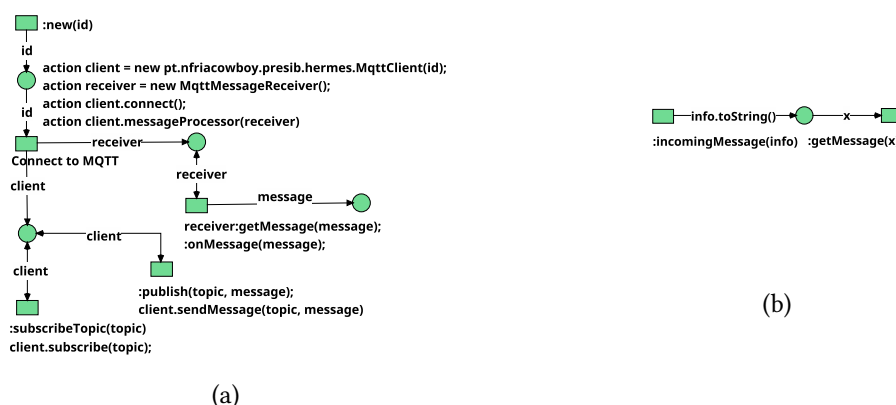 :new(id)
id
action client = new pt.nfriacowboy.presib.hermes.MqttClient(id);
action receiver = new MqttMessageReceiver();
action client.connect();
action client.messageProcessor(receiver)
id
receiver
Connect to MQTT
client
receiver
message
receiver:getMessage(message);
:onMessage(message);
client
client
:publish(topic, message);
client.sendMessage(topic, message)
:subscribeTopic(topic)
client.subscribe(topic);
(a)
info.toString()
x
:incomingMessage(info)
:getMessage(x
(b)